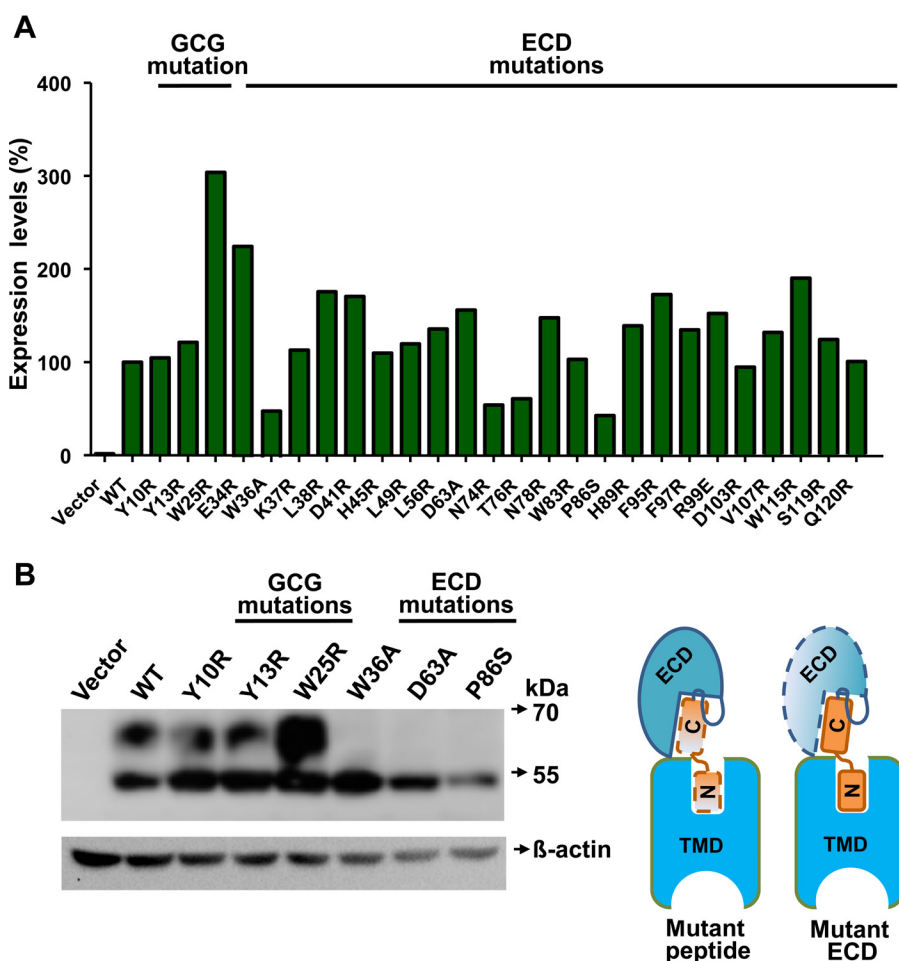 A
GCG
mutation
ECD
mutations
Expression levels (%)
400
300
200
100
0
Vector
WT
Y10R
Y13R
W25R
E34R
W36A
K37R
L38R
D41R
H45R
L49R
L56R
D63A
N74R
T76R
N78R
W83R
P86S
H89R
F95R
F97R
R99E
D103R
V107R
W115R
S119R
Q120R
B
GCG
mutations
ECD
mutations
Vector
WT
Y10R
Y13R
W25R
W36A
D63A
P86S
kDa
70
55
ß-actin
ECD
C
N
TMD
Mutant
peptide
ECD
C
N
TMD
Mutant
ECD